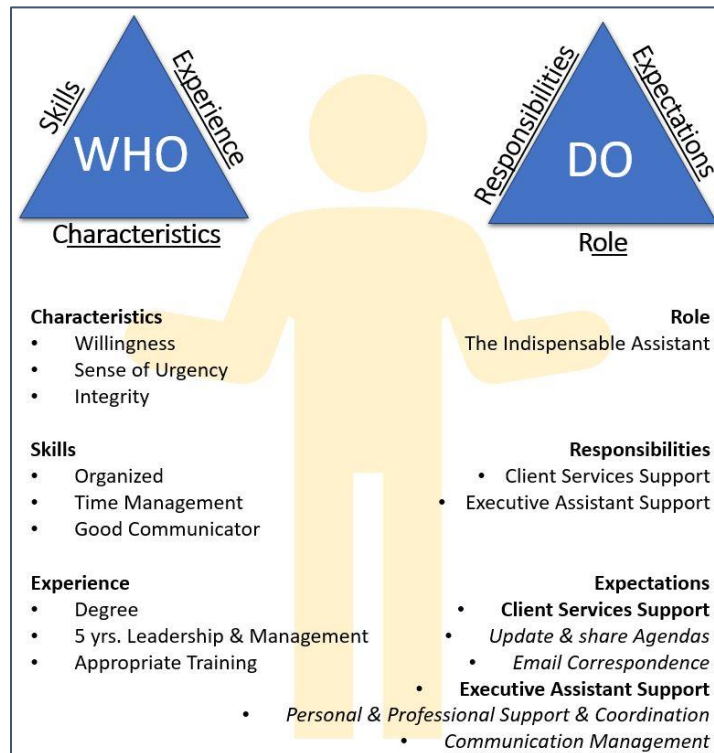 Skills
Experience
WHO
Characteristics
Responsibilities
Expectations
DO
Role
Characteristics
• Willingness
• Sense of Urgency
• Integrity
Skills
• Organized
• Time Management
• Good Communicator
Experience
• Degree
• 5 yrs. Leadership & Management
• Appropriate Training
Role
The Indispensable Assistant
Responsibilities
• Client Services Support
• Executive Assistant Support
Expectations
• Client Services Support
• Update & share Agendas
• Email Correspondence
• Executive Assistant Support
• Personal & Professional Support & Coordination
• Communication Management